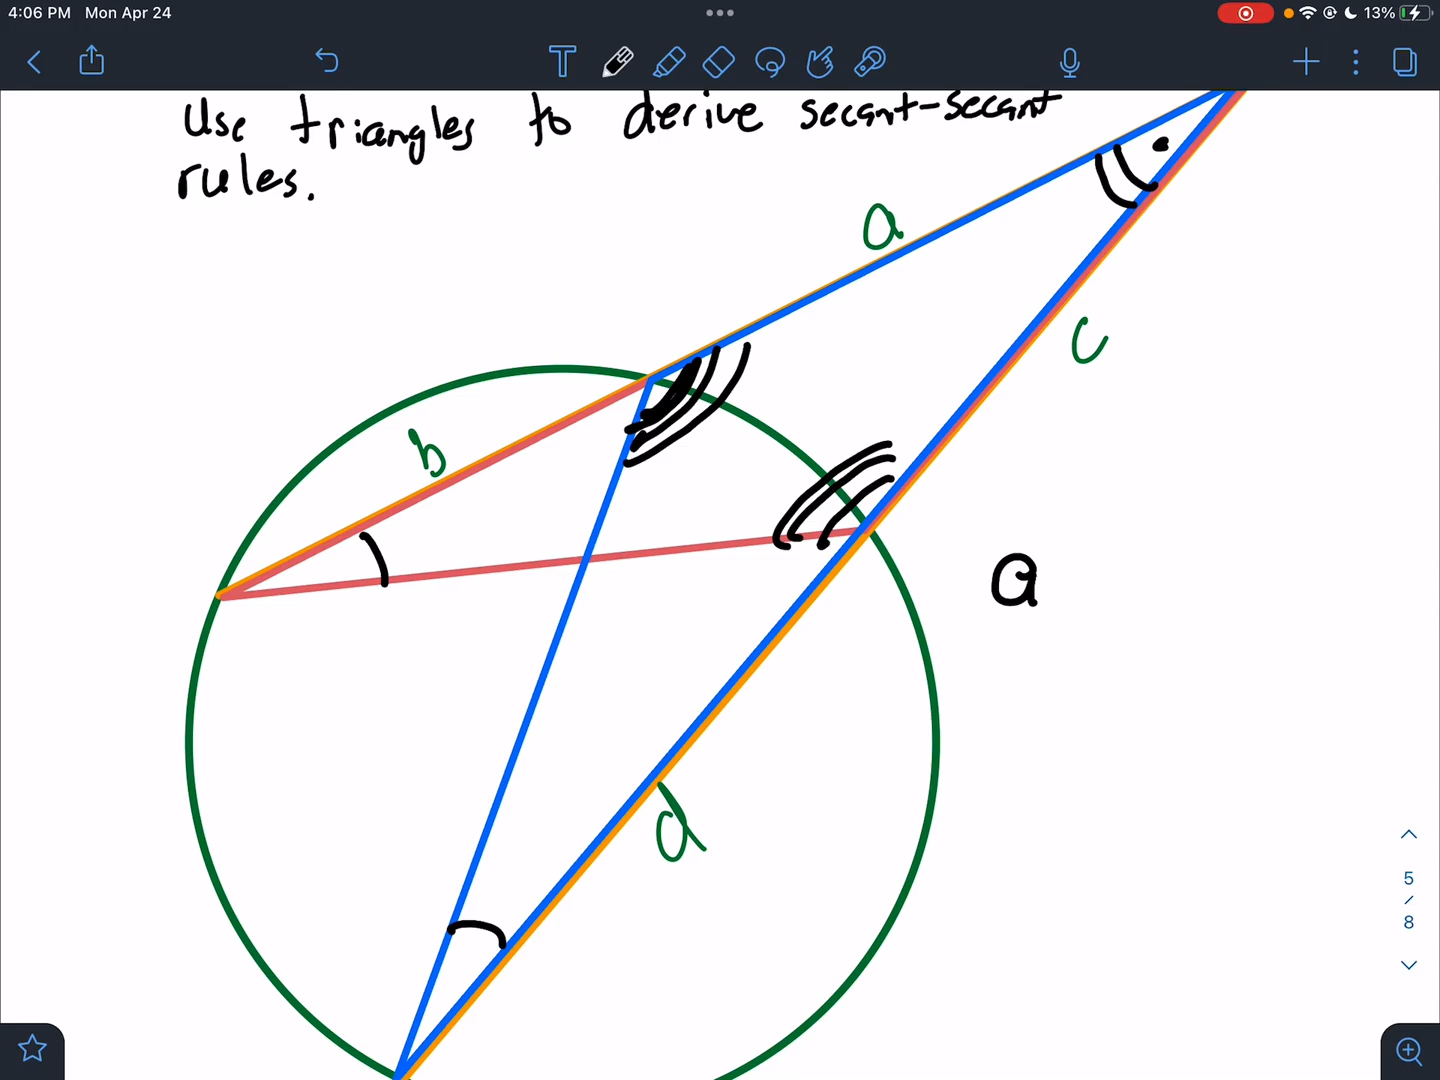 4:06 PM Mon Apr 24
13%
Use triangles to derive secant-secant
rules.
a
c
b
a
d
5
/
8